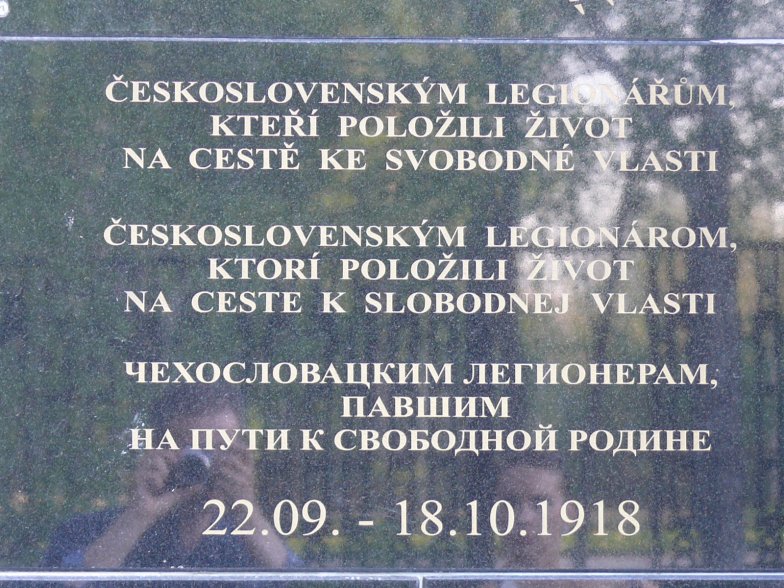 ČESKOSLOVENSKÝM LEGIONÁŘŮM,
KTEŘÍ POLOŽILI ŽIVOT
NA CESTĚ KE SVOBODNÉ VLASTI
ČESKOSLOVENSKÝM LEGIONÁROM,
KTORÍ POLOŽILI ŽIVOT
NA CESTE K SLOBODNEJ VLASTI
ЧЕХОСЛОВАЦКИМ ЛЕГИОНЕРАМ,
ПАВШИМ
НА ПУТИ К СВОБОДНОЙ РОДИНЕ
22.09. - 18.10.1918